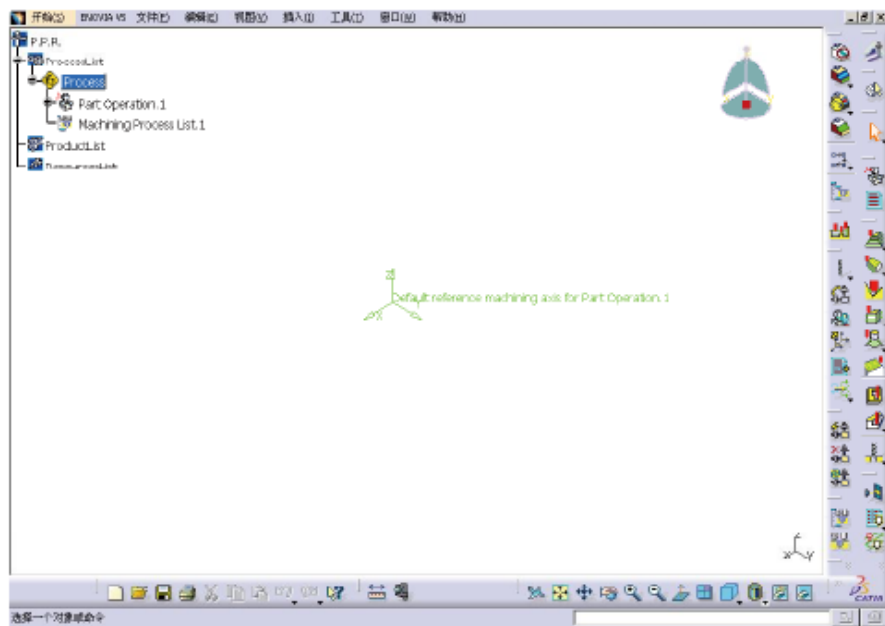 开始(S) ENOVIA V5 文件(F) 编辑(E) 视图(V) 插入(I) 工具(T) 窗口(W) 帮助(H)
P.P.R.
ProcessList
Process
Part Operation.1
Machining Process List.1
ProductList
ResourcesList
Z
Default reference machining axis for Part Operation.1
X
Z
X Y
CATIA
选择一个对象或命令